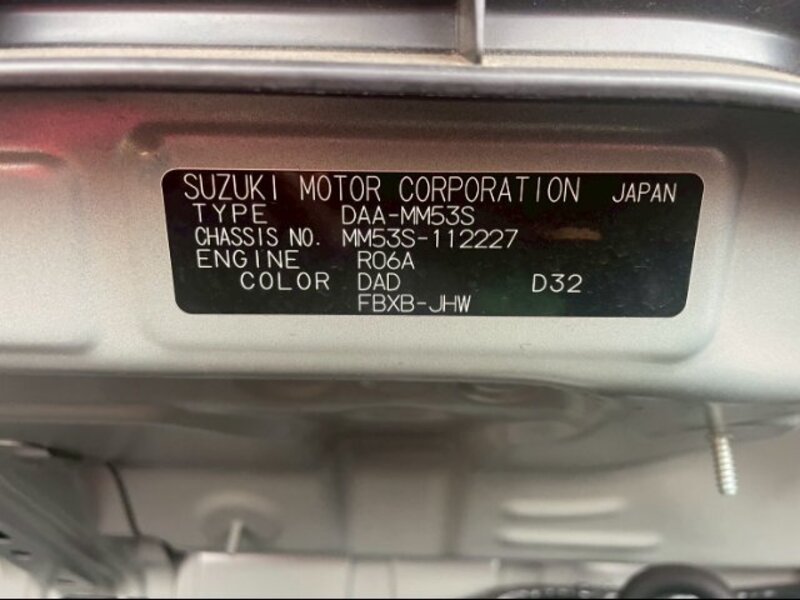 SUZUKI MOTOR CORPORATION JAPAN
TYPE DAA-MM53S
CHASSIS NO. MM53S-112227
ENGINE R06A
COLOR DAD D32
FBXB-JHW